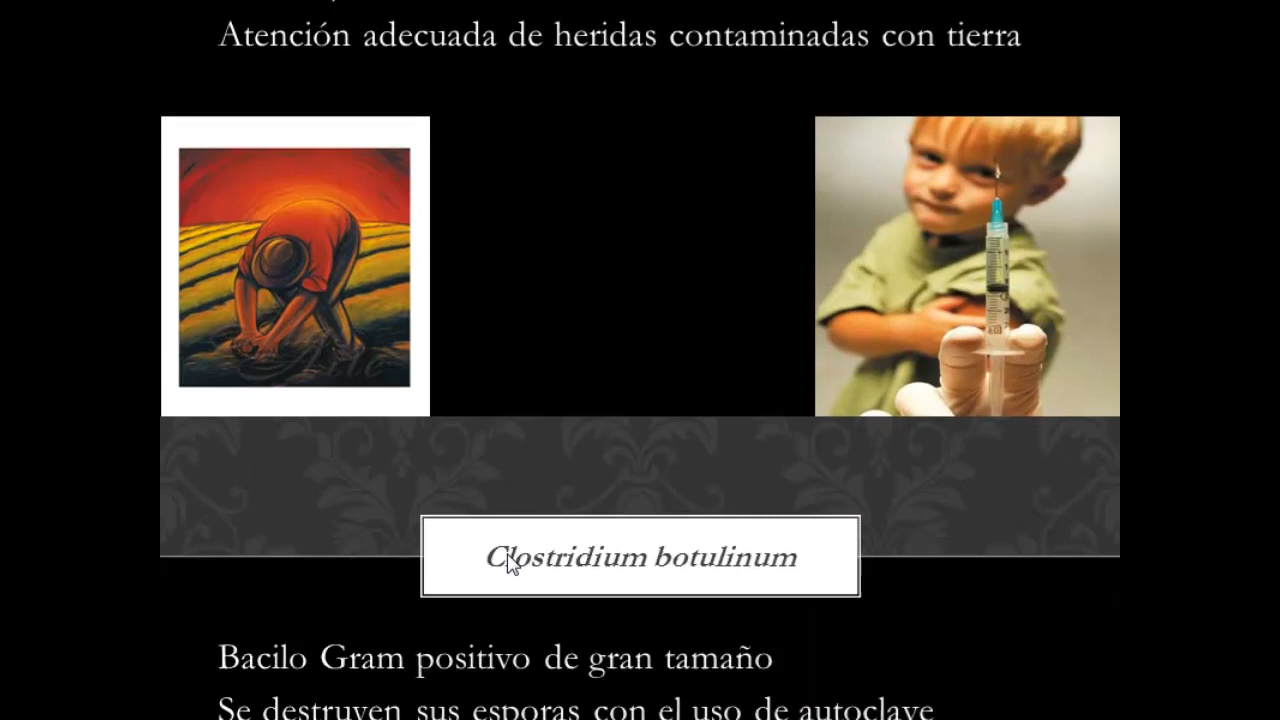 Atención adecuada de heridas contaminadas con tierra
Clostridium botulinum
Bacilo Gram positivo de gran tamaño
Se destruyen sus esporas con el uso de autoclave